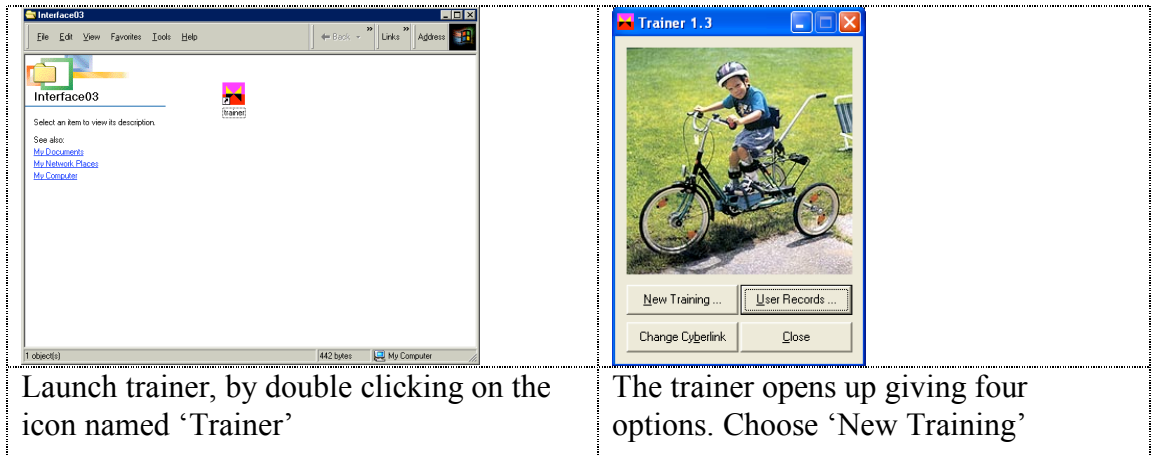 Interface03
File Edit View Favorites Tools Help
Back » Links » Address
Interface03
Select an item to view its description.
See also:
My Documents
My Network Places
My Computer
trainer
1 object(s) 442 bytes My Computer
Launch trainer, by double clicking on the
icon named ‘Trainer’
Trainer 1.3
New Training ... User Records ...
Change Cyberlink Close
The trainer opens up giving four
options. Choose ‘New Training’